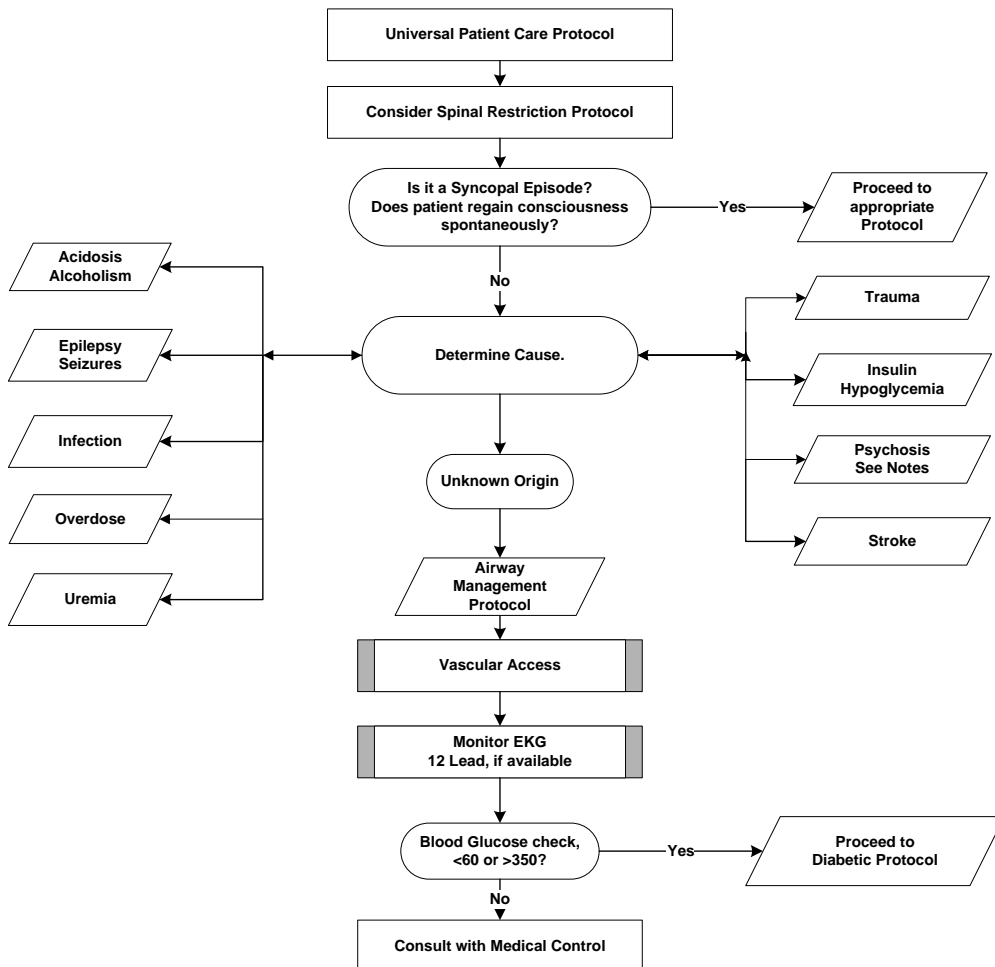 Universal Patient Care Protocol
Consider Spinal Restriction Protocol
Is it a Syncopal Episode?
Does patient regain consciousness
spontaneously?
Yes
Proceed to
appropriate
Protocol
No
Acidosis
Alcoholism
Epilepsy
Seizures
Infection
Overdose
Uremia
Determine Cause.
Trauma
Insulin
Hypoglycemia
Psychosis
See Notes
Stroke
Unknown Origin
Airway
Management
Protocol
Vascular Access
Monitor EKG
12 Lead, if available
Blood Glucose check,
<60 or >350?
Yes
Proceed to
Diabetic Protocol
No
Consult with Medical Control